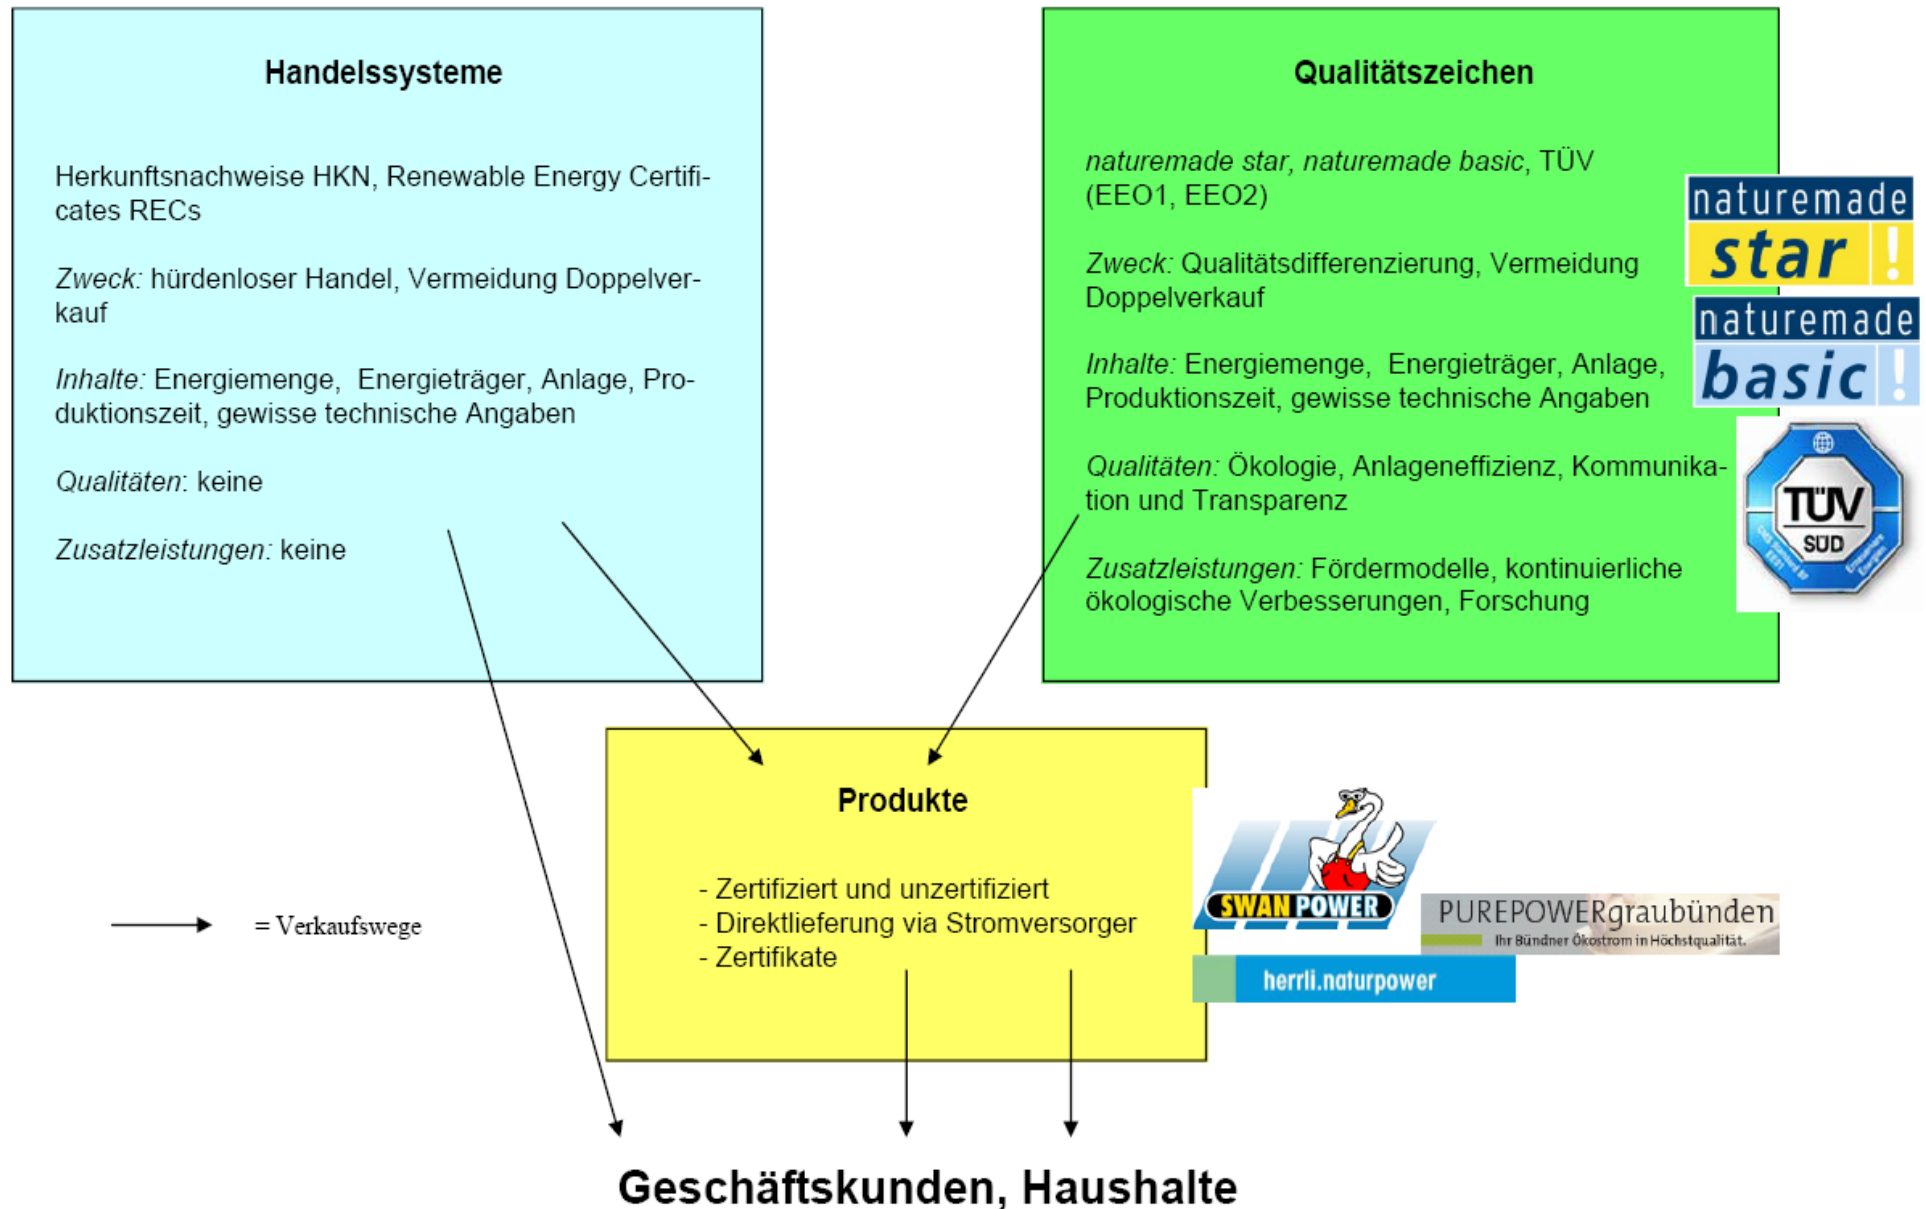 Handelssysteme
Herkunftsnachweise HKN, Renewable Energy Certifi-
cates RECs
Zweck: hürdenloser Handel, Vermeidung Doppelver-
kauf
Inhalte: Energiemenge, Energieträger, Anlage, Pro-
duktionszeit, gewisse technische Angaben
Qualitäten: keine
Zusatzleistungen: keine
Qualitätszeichen
naturemade star, naturemade basic, TÜV
(EEO1, EEO2)
Zweck: Qualitätsdifferenzierung, Vermeidung
Doppelverkauf
Inhalte: Energiemenge, Energieträger, Anlage,
Produktionszeit, gewisse technische Angaben
Qualitäten: Ökologie, Anlageneffizienz, Kommunika-
tion und Transparenz
Zusatzleistungen: Fördermodelle, kontinuierliche
ökologische Verbesserungen, Forschung
naturemade
star!
naturemade
basic!
TÜV
SÜD
Produkte
- Zertifiziert und unzertifiziert
- Direktlieferung via Stromversorger
- Zertifikate
SWAN POWER
PUREPOWERgraubünden
Ihr Bündner Ökostrom in Höchstqualität.
herrli.naturpower
= Verkaufswege
Geschäftskunden, Haushalte